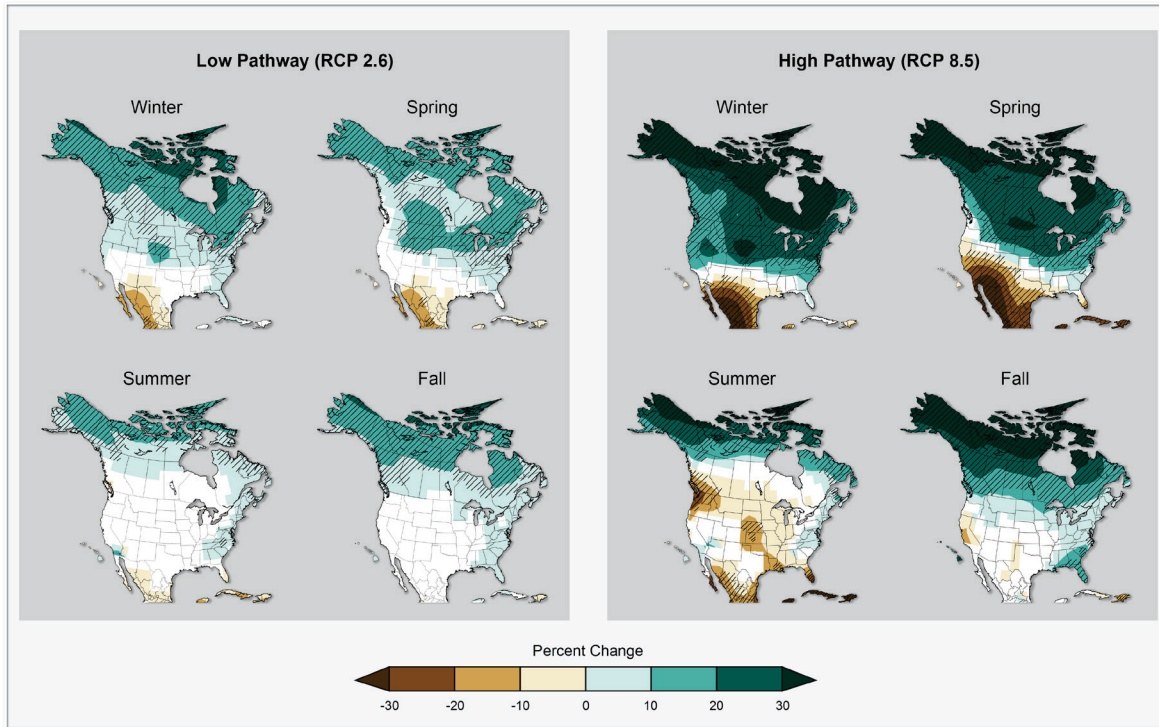 Low Pathway (RCP 2.6)
Winter
Spring
Summer
Fall
High Pathway (RCP 8.5)
Winter
Spring
Summer
Fall
Percent Change
-30 -20 -10 0 10 20 30